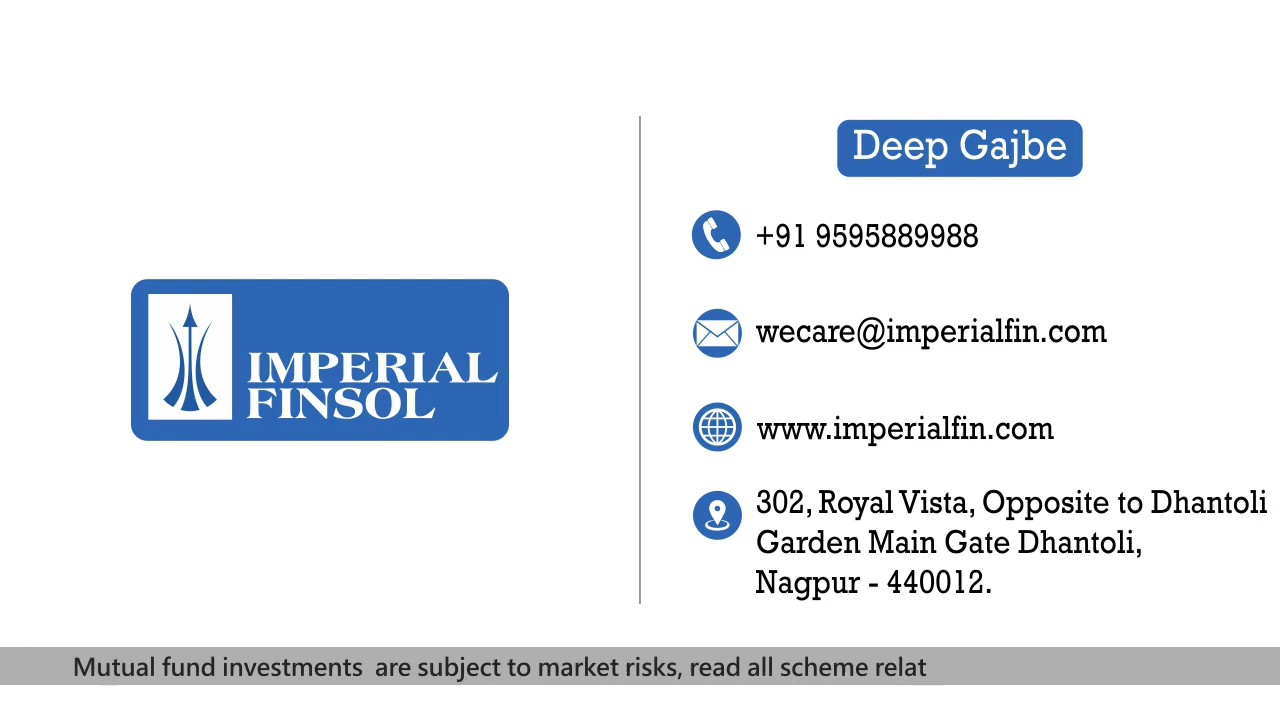 Deep Gajbe
+91 9595889988
wecare@imperialfin.com
IMPERIAL
FINSOL
www.imperialfin.com
302, Royal Vista, Opposite to Dhantoli
Garden Main Gate Dhantoli,
Nagpur - 440012.
Mutual fund investments are subject to market risks, read all scheme relat